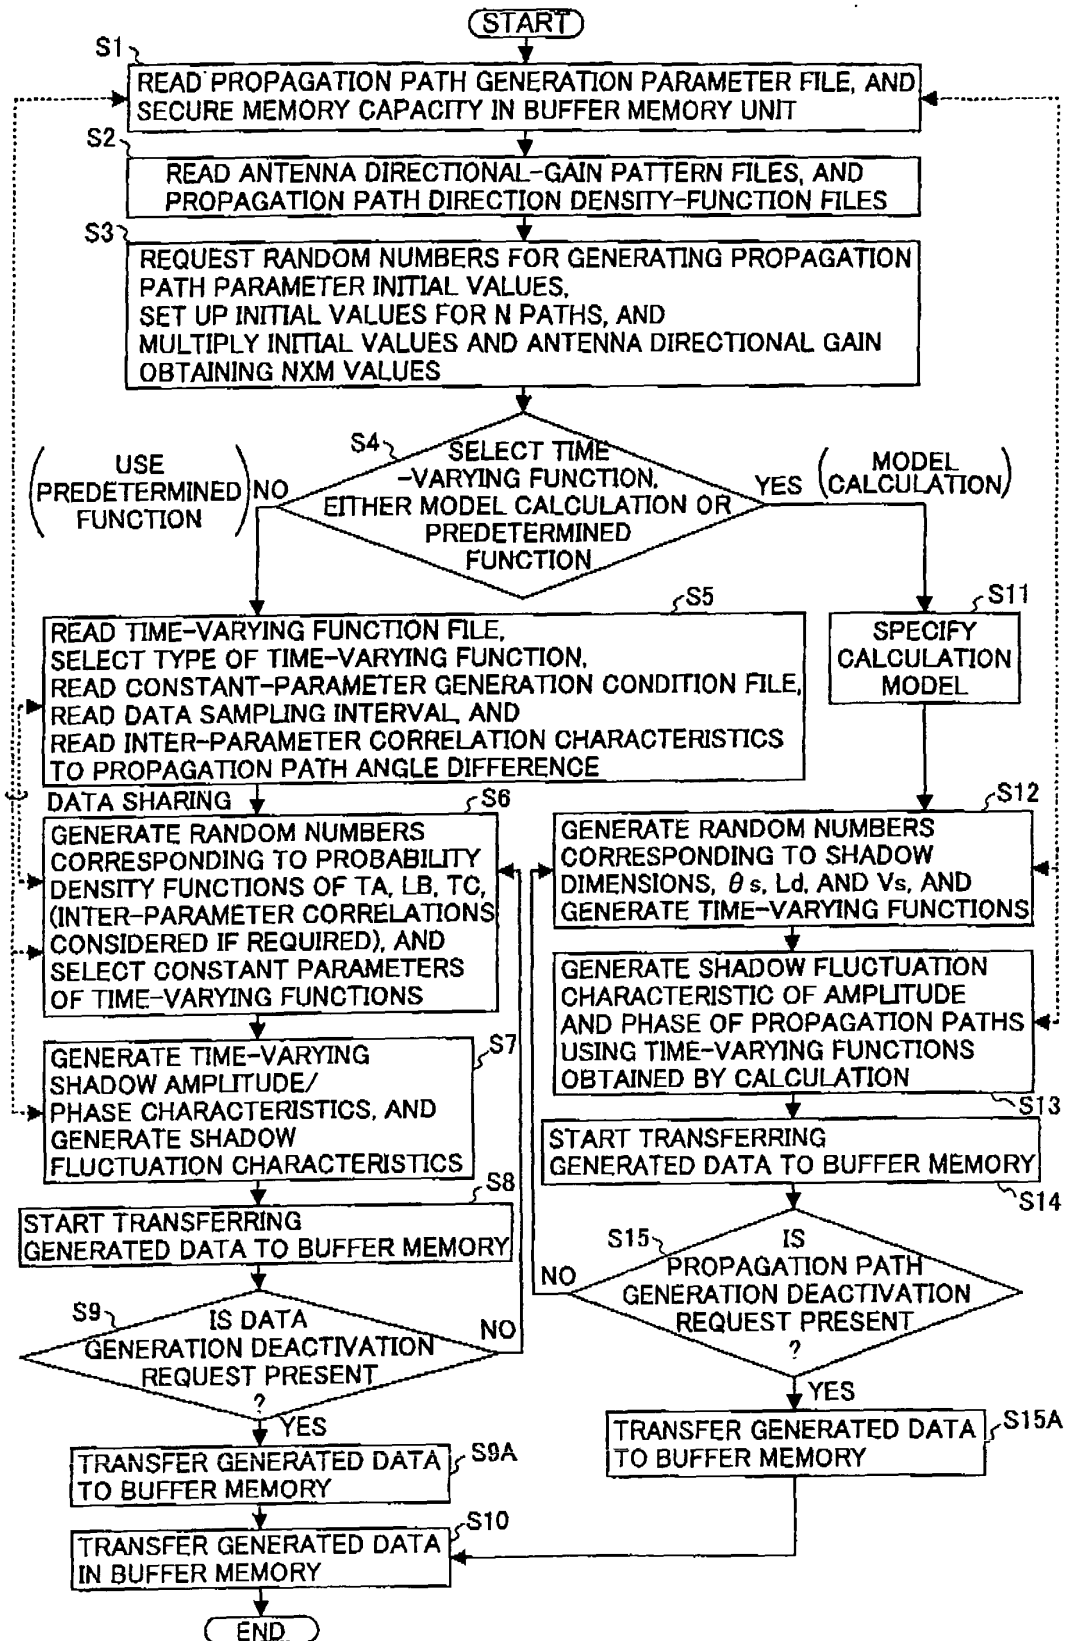 START
S1
READ PROPAGATION PATH GENERATION PARAMETER FILE, AND
SECURE MEMORY CAPACITY IN BUFFER MEMORY UNIT
S2
READ ANTENNA DIRECTIONAL-GAIN PATTERN FILES, AND
PROPAGATION PATH DIRECTION DENSITY-FUNCTION FILES
S3
REQUEST RANDOM NUMBERS FOR GENERATING PROPAGATION
PATH PARAMETER INITIAL VALUES,
SET UP INITIAL VALUES FOR N PATHS, AND
MULTIPLY INITIAL VALUES AND ANTENNA DIRECTIONAL GAIN
OBTAINING NXM VALUES
S4
SELECT TIME
-VARYING FUNCTION,
EITHER MODEL CALCULATION OR
PREDETERMINED
FUNCTION
(USE
PREDETERMINED
FUNCTION)
NO
YES
(MODEL
CALCULATION)
S5
READ TIME-VARYING FUNCTION FILE,
SELECT TYPE OF TIME-VARYING FUNCTION,
READ CONSTANT-PARAMETER GENERATION CONDITION FILE,
READ DATA SAMPLING INTERVAL, AND
READ INTER-PARAMETER CORRELATION CHARACTERISTICS
TO PROPAGATION PATH ANGLE DIFFERENCE
DATA SHARING
S6
GENERATE RANDOM NUMBERS
CORRESPONDING TO PROBABILITY
DENSITY FUNCTIONS OF TA, LB, TC,
(INTER-PARAMETER CORRELATIONS
CONSIDERED IF REQUIRED), AND
SELECT CONSTANT PARAMETERS
OF TIME-VARYING FUNCTIONS
S7
GENERATE TIME-VARYING
SHADOW AMPLITUDE/
PHASE CHARACTERISTICS, AND
GENERATE SHADOW
FLUCTUATION CHARACTERISTICS
S8
START TRANSFERRING
GENERATED DATA TO BUFFER MEMORY
S9
IS DATA
GENERATION DEACTIVATION
REQUEST PRESENT
?
NO
YES
S9A
TRANSFER GENERATED DATA
TO BUFFER MEMORY
S10
TRANSFER GENERATED DATA
IN BUFFER MEMORY
END
S11
SPECIFY
CALCULATION
MODEL
S12
GENERATE RANDOM NUMBERS
CORRESPONDING TO SHADOW
DIMENSIONS, θs, Ld, AND Vs, AND
GENERATE TIME-VARYING FUNCTIONS
GENERATE SHADOW FLUCTUATION
CHARACTERISTIC OF AMPLITUDE
AND PHASE OF PROPAGATION PATHS
USING TIME-VARYING FUNCTIONS
OBTAINED BY CALCULATION
S13
START TRANSFERRING
GENERATED DATA TO BUFFER MEMORY
S14
S15
IS
PROPAGATION PATH
GENERATION DEACTIVATION
REQUEST PRESENT
?
NO
YES
S15A
TRANSFER GENERATED DATA
TO BUFFER MEMORY